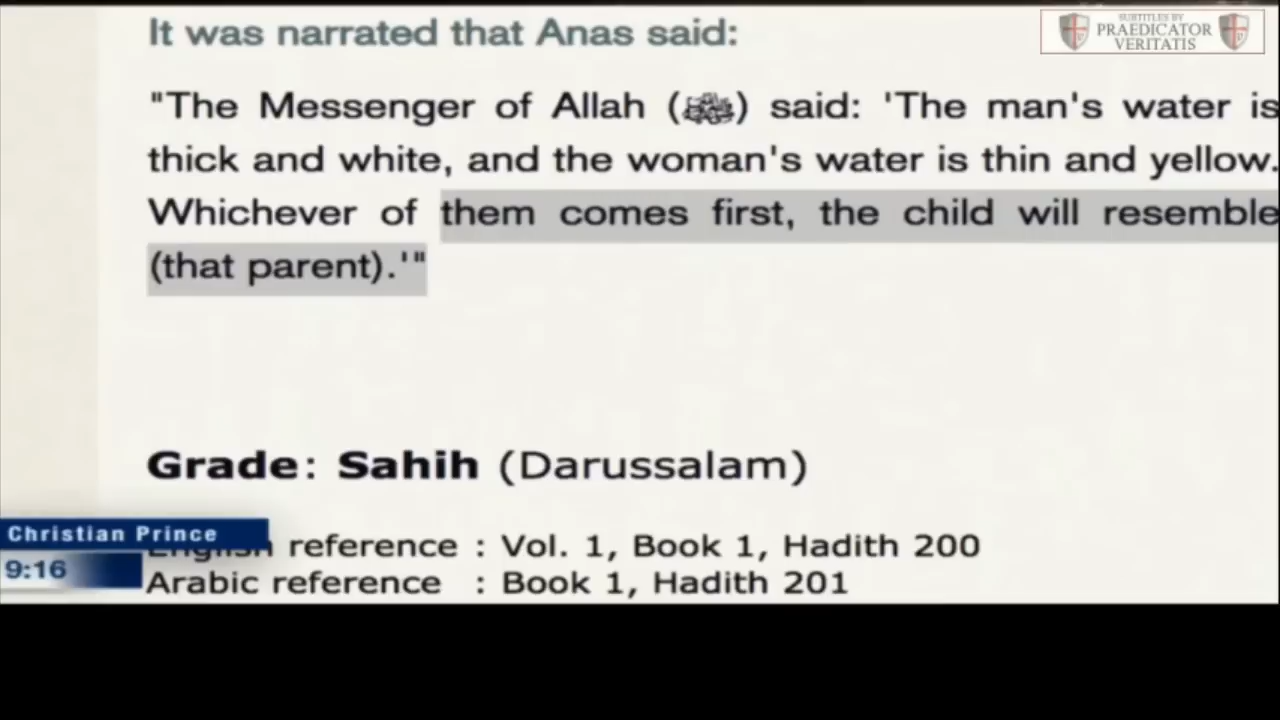 It was narrated that Anas said:
SUBTITLES BY
PRAEDICATOR
VERITATIS
"The Messenger of Allah (ﷺ) said: 'The man's water is
thick and white, and the woman's water is thin and yellow.
Whichever of them comes first, the child will resemble
(that parent).'"
Grade: Sahih (Darussalam)
Christian Prince
English reference : Vol. 1, Book 1, Hadith 200
9:16
Arabic reference : Book 1, Hadith 201